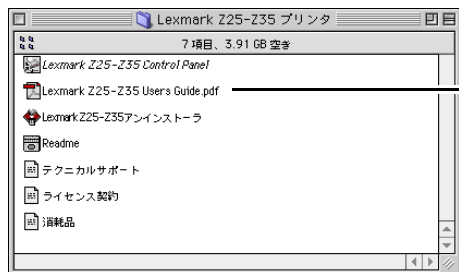 Lexmark Z25-Z35 プリンタ
7 項目、3.91 GB 空き
Lexmark Z25-Z35 Control Panel
Lexmark Z25-Z35 Users Guide.pdf
Lexmark Z25-Z35アンインストーラ
Readme
テクニカルサポート
ライセンス契約
消耗品